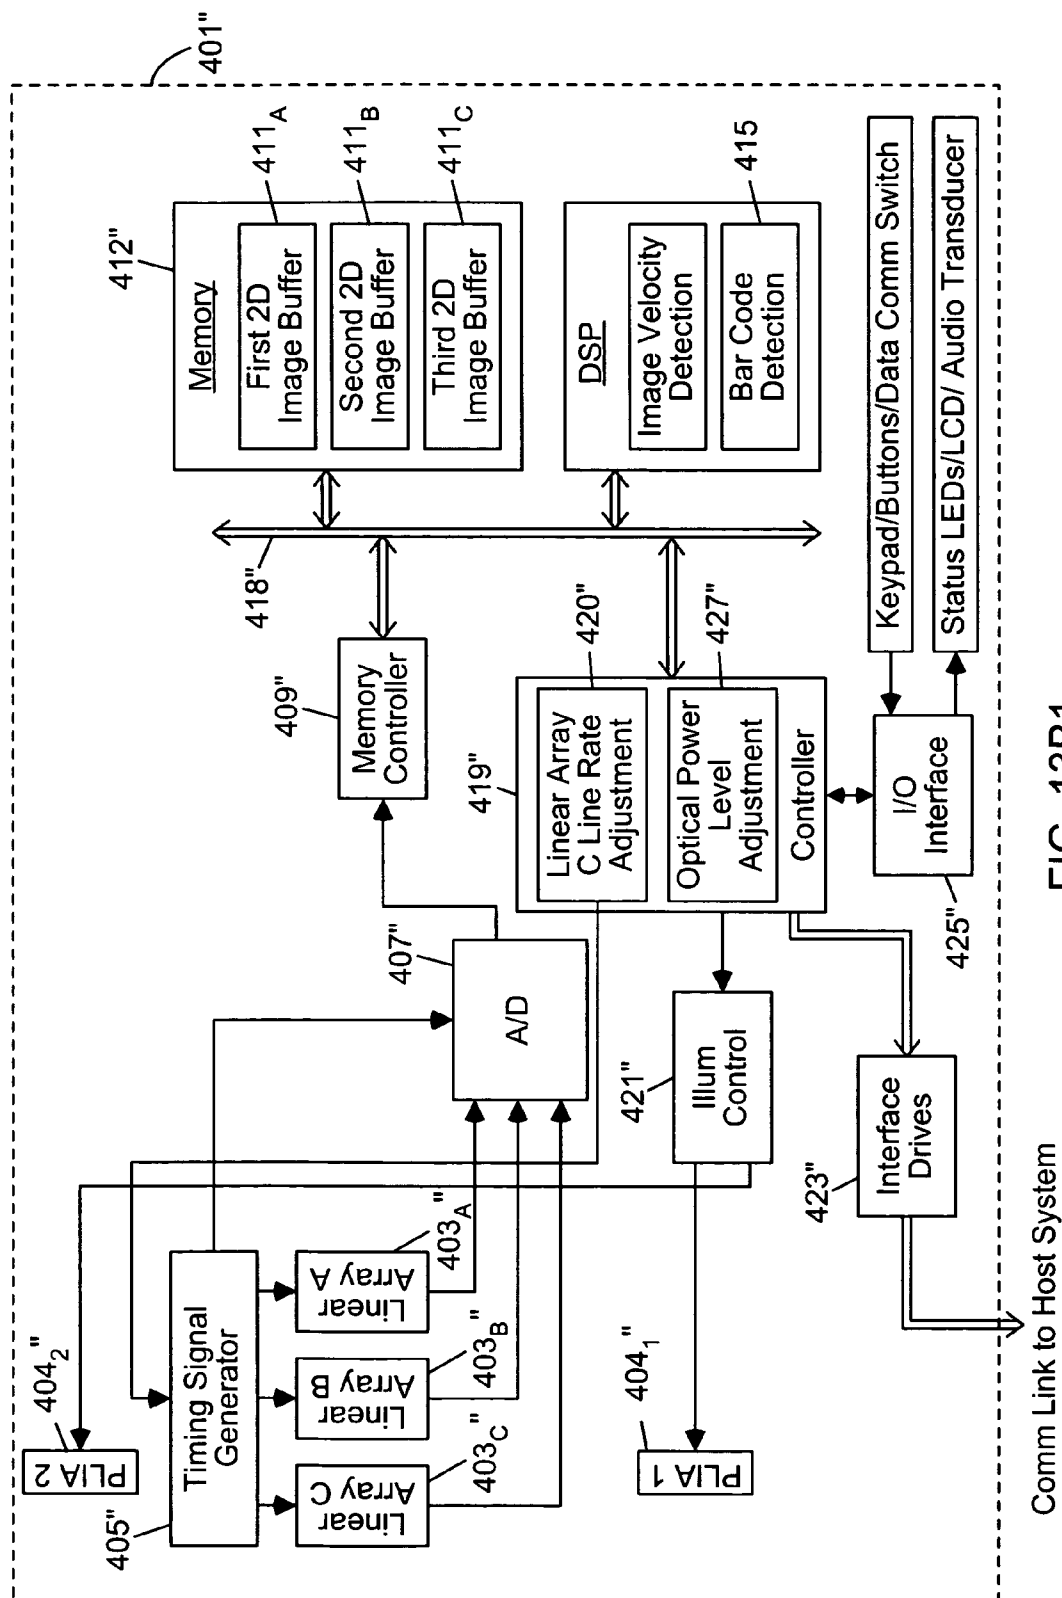 401"
404₂"
PLIA 2
405"
Timing Signal
Generator
Linear
Array C
403C"
Linear
Array B
403B"
Linear
Array A
403A"
404₁"
PLIA 1
407"
A/D
409"
Memory
Controller
412"
Memory
First 2D
Image Buffer
411A
Second 2D
Image Buffer
411B
Third 2D
Image Buffer
411C
418"
DSP
Image Velocity
Detection
Bar Code
Detection
415
419"
Linear Array
C Line Rate
Adjustment
420"
Optical Power
Level
Adjustment
427"
Controller
421"
Illum
Control
423"
Interface
Drives
I/O
Interface
425"
Keypad/Buttons/Data Comm Switch
Status LEDs/LCD/ Audio Transducer
Comm Link to Host System